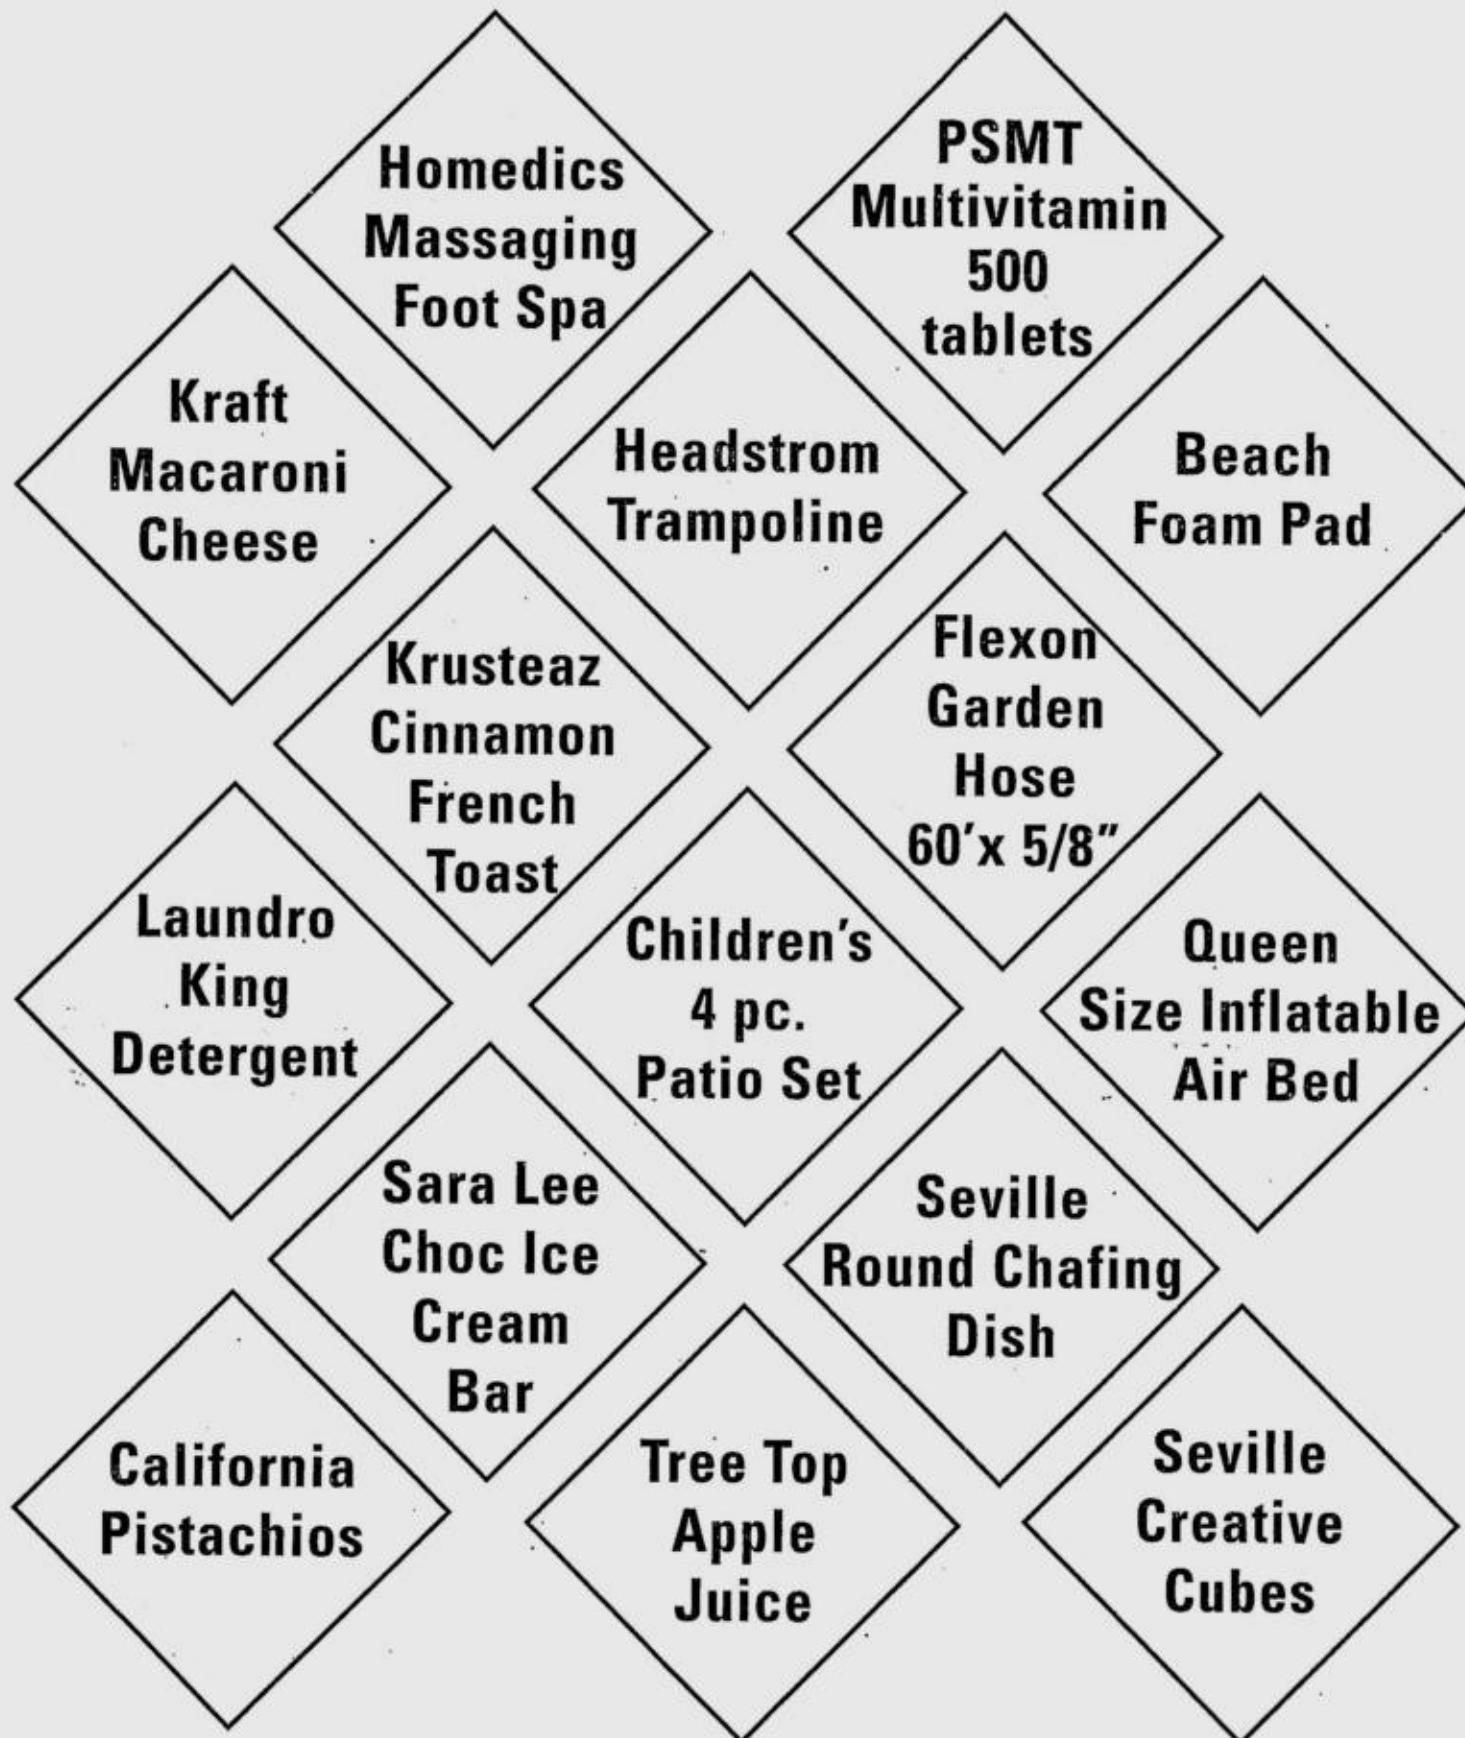 Homedics
Massaging
Foot Spa
PSMT
Multivitamin
500
tablets
Kraft
Macaroni
Cheese
Headstrom
Trampoline
Beach
Foam Pad
Krusteaz
Cinnamon
French
Toast
Flexon
Garden
Hose
60'x 5/8"
Laundro
King
Detergent
Children's
4 pc.
Patio Set
Queen
Size Inflatable
Air Bed
Sara Lee
Choc Ice
Cream
Bar
Seville
Round Chafing
Dish
California
Pistachios
Tree Top
Apple
Juice
Seville
Creative
Cubes